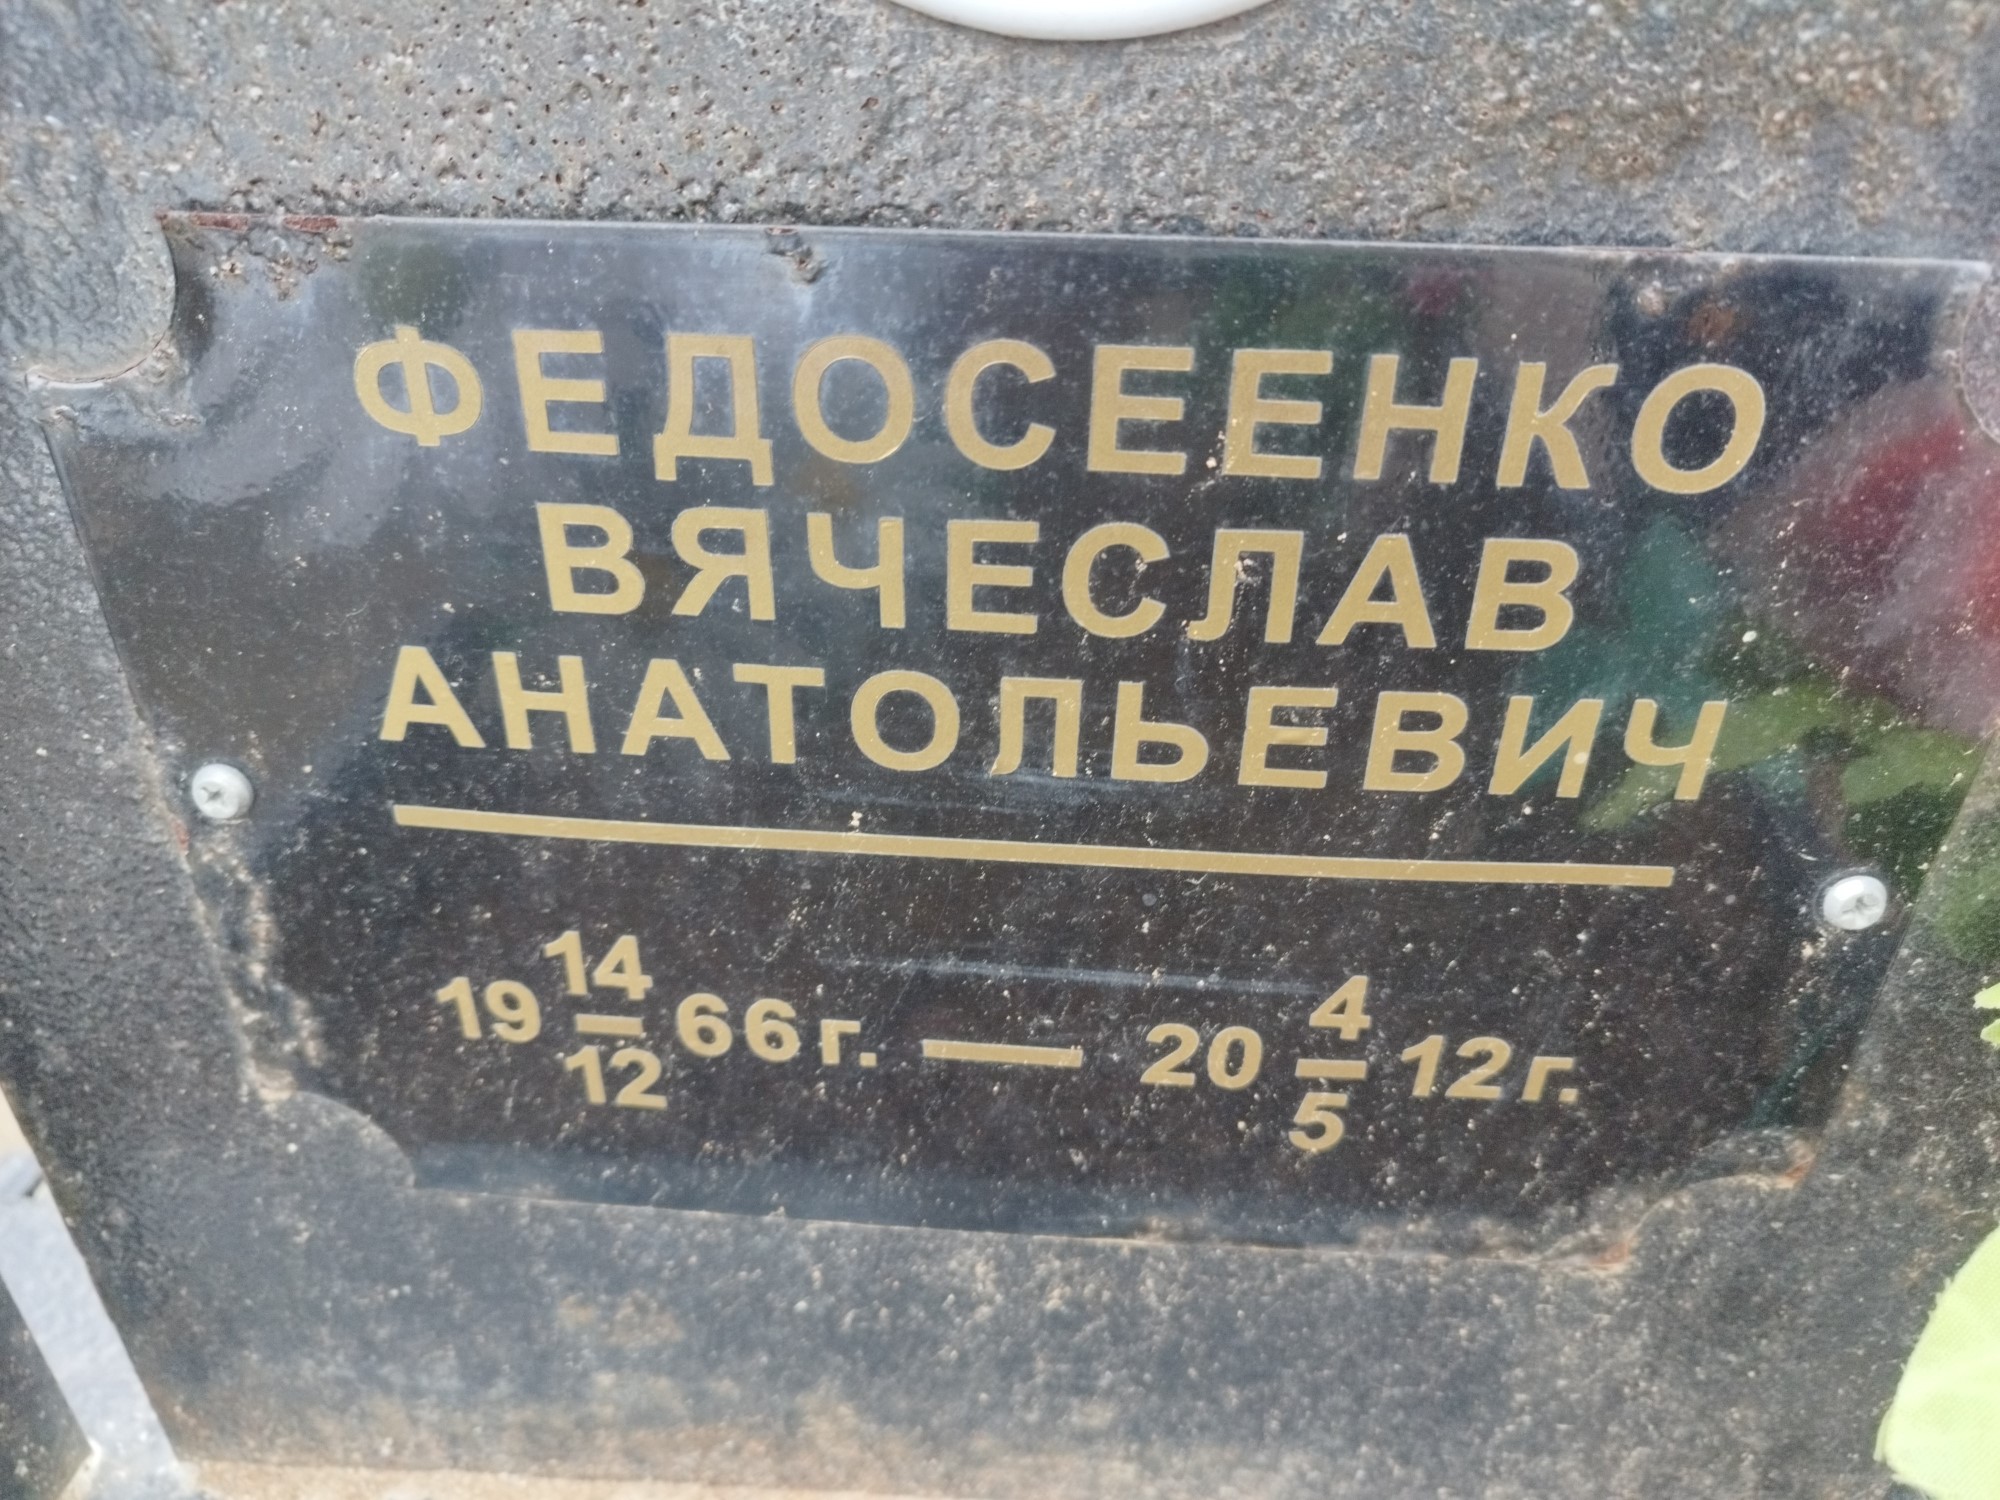 ФЕДОСЕЕНКО
ВЯЧЕСЛАВ
АНАТОЛЬЕВИЧ
19 14/12 66 г. — 20 4/5 12 г.